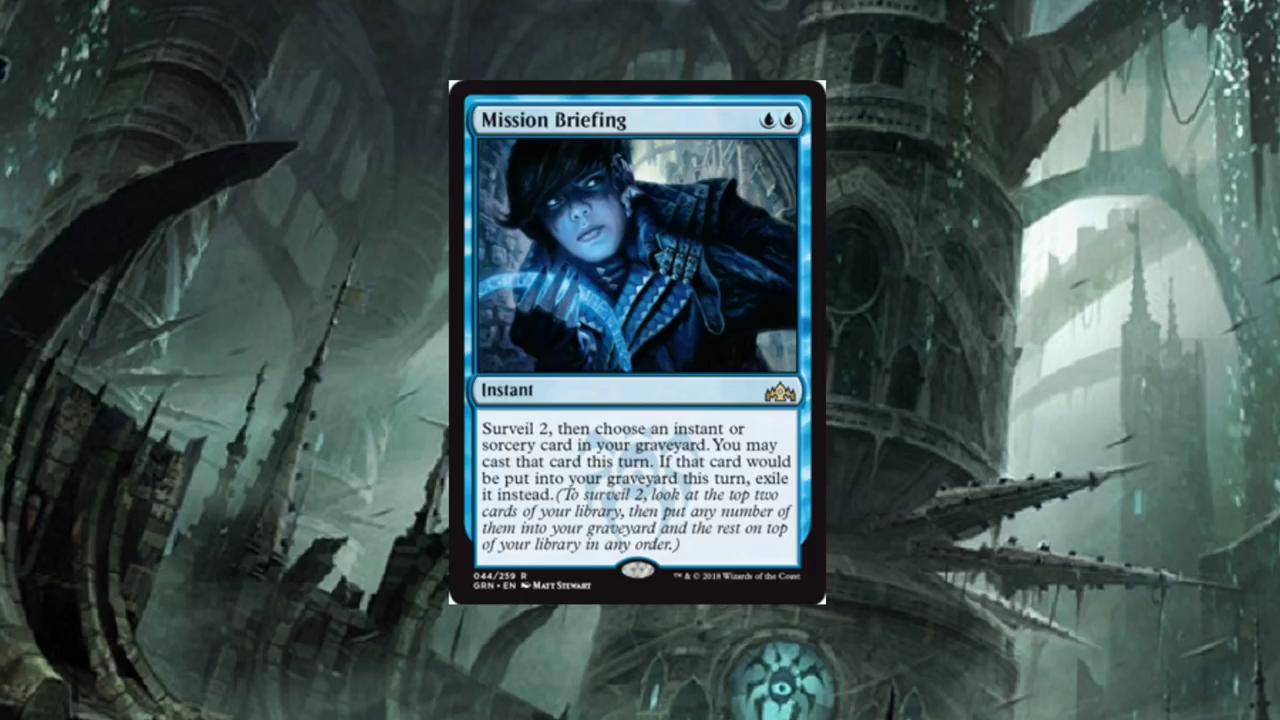 Mission Briefing
Instant
Surveil 2, then choose an instant or
sorcery card in your graveyard. You may
cast that card this turn. If that card would
be put into your graveyard this turn, exile
it instead.(To surveil 2, look at the top two
cards of your library, then put any number of
them into your graveyard and the rest on top
of your library in any order.)
044/259 R
GRN • EN Matt Stewart
™ & © 2018 Wizards of the Coast